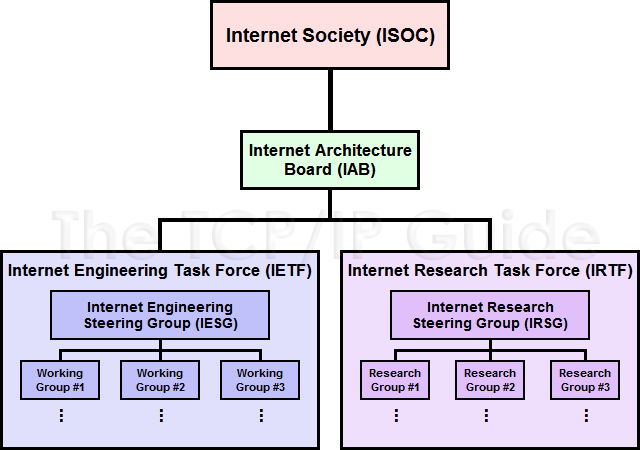 Internet Society (ISOC)
Internet Architecture
Board (IAB)
The TCP/IP Guide
Internet Engineering Task Force (IETF)
Internet Engineering
Steering Group (IESG)
Working
Group #1
Working
Group #2
Working
Group #3
⋮ ⋮ ⋮
Internet Research Task Force (IRTF)
Internet Research
Steering Group (IRSG)
Research
Group #1
Research
Group #2
Research
Group #3
⋮ ⋮ ⋮